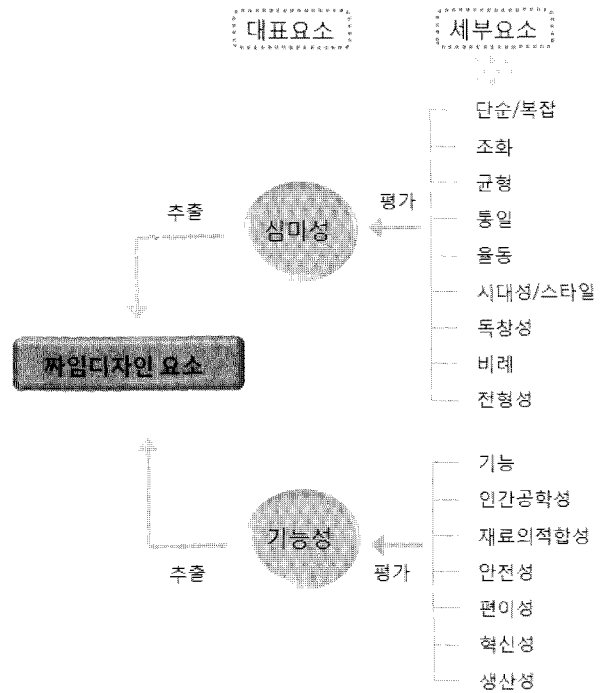 대표요소
세부요소
단순/복잡
조화
균형
통일
율동
시대성/스타일
독창성
비례
전형성
평가
심미성
추출
짜임디자인 요소
기능
인간공학성
재료의적합성
안전성
편이성
혁신성
생산성
평가
기능성
추출